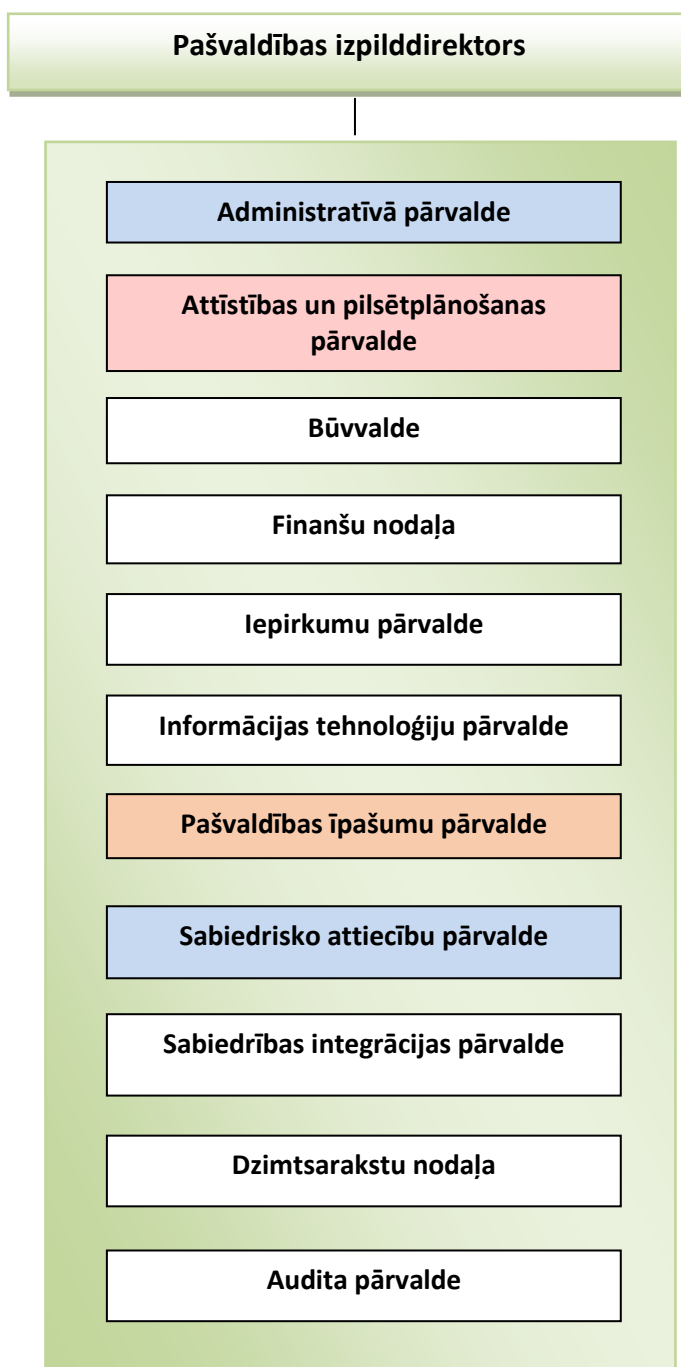 Pašvaldības izpilddirektors
Administratīvā pārvalde
Attīstības un pilsētplānošanas
pārvalde
Būvvalde
Finanšu nodaļa
Iepirkumu pārvalde
Informācijas tehnoloģiju pārvalde
Pašvaldības īpašumu pārvalde
Sabiedrisko attiecību pārvalde
Sabiedrības integrācijas pārvalde
Dzimtsarakstu nodaļa
Audita pārvalde